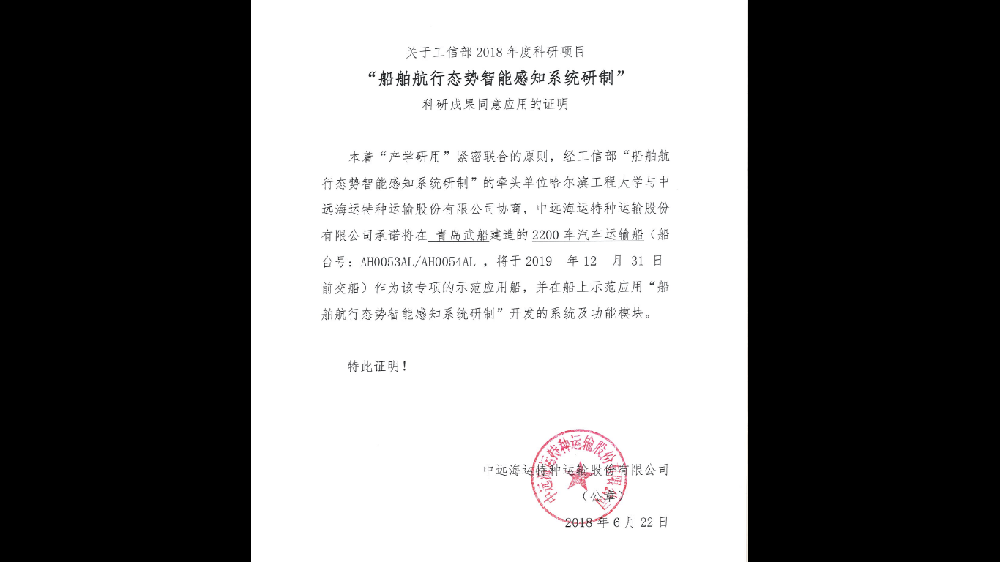 关于工信部 2018 年度科研项目
“船舶航行态势智能感知系统研制”
科研成果同意应用的证明
本着“产学研用”紧密联合的原则，经工信部“船舶航
行态势智能感知系统研制”的牵头单位哈尔滨工程大学与中
远海运特种运输股份有限公司协商，中远海运特种运输股份
有限公司承诺将在 青岛武船建造的 2200 车汽车运输船（船
台号：AH0053AL/AH0054AL ，将于 2019 年 12 月 31 日
前交船）作为该专项的示范应用船，并在船上示范应用“船
舶航行态势智能感知系统研制”开发的系统及功能模块。
特此证明！
中远海运特种运输股份有限公司
（公章）
2018 年 6 月 22 日
中远海运特种运输股份有限公司